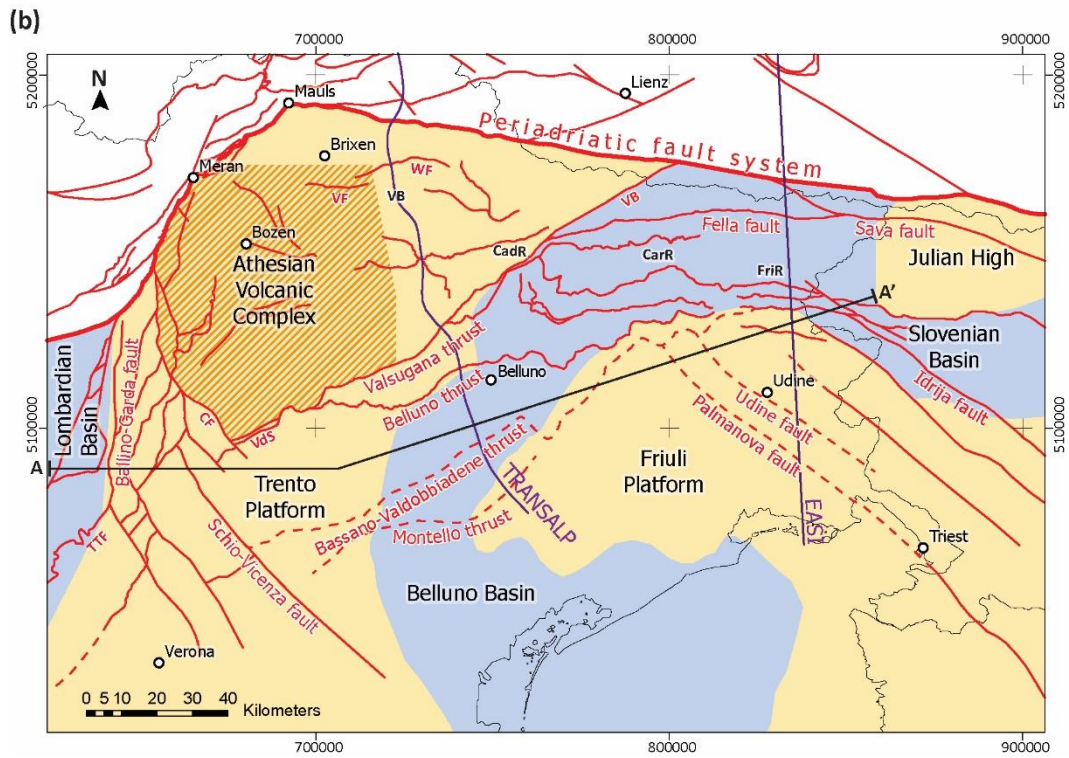 (b)
700000
800000
900000
5200000
5200000
N
Mauls
Lienz
Periadriatic fault system
Brixen
Meran
WF
VF
VB
VB
Bozen
Fella fault
Sava fault
CadR
CarR
FriR
Julian High
Athesian
Volcanic
Complex
A'
Slovenian
Basin
Lombardian
Basin
Ballino-Garda fault
Valsugana thrust
Belluno thrust
Belluno
Udine
Idrija fault
Udine fault
Palmanova fault
CF
VdS
5100000
5100000
A
Trento
Platform
Friuli
Platform
Bassano-Valdobbiadene thrust
TRANSALP
EASI
Montello thrust
Schio-Vicenza fault
TTF
Triest
Belluno Basin
Verona
0 5 10 20 30 40
Kilometers
700000
800000
900000